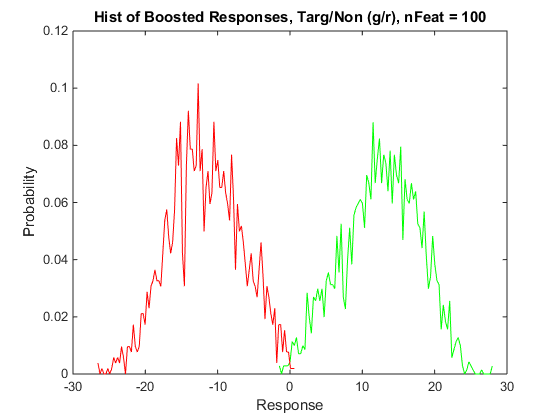 Hist of Boosted Responses, Targ/Non (g/r), nFeat = 100
0.12
0.1
0.08
0.06
0.04
0.02
0
Probability
-30 -20 -10 0 10 20 30
Response